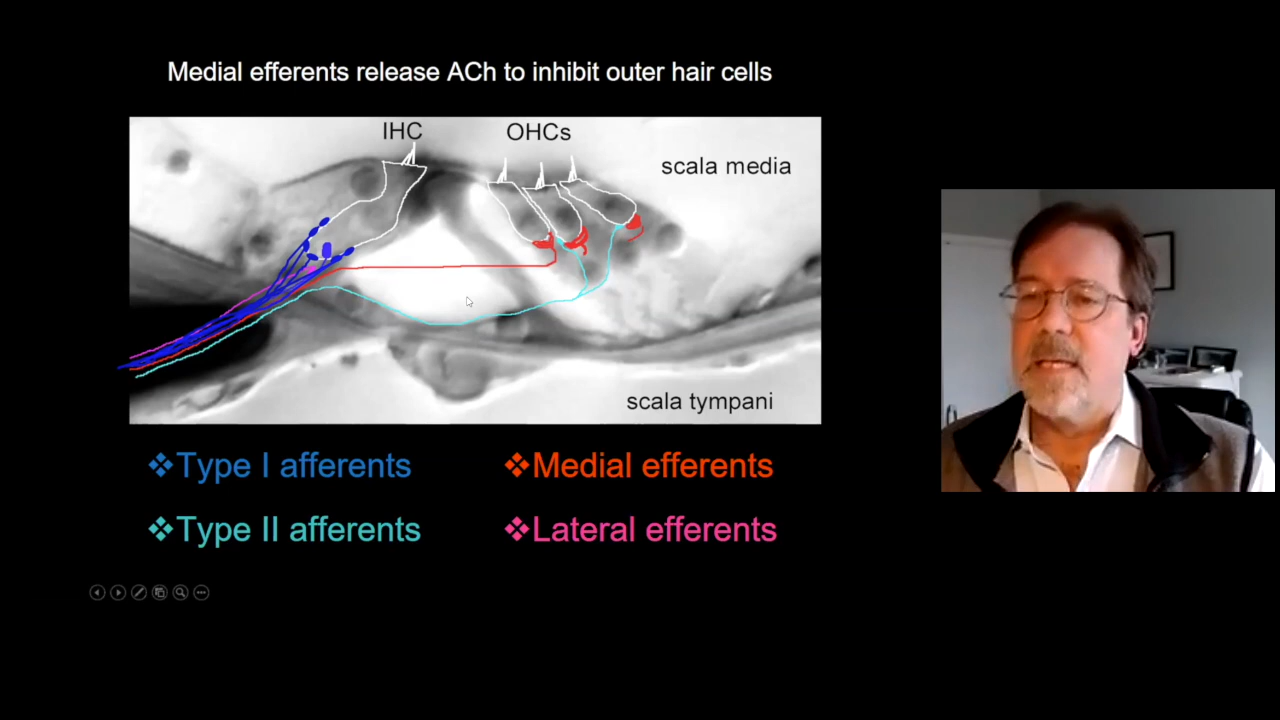 Medial efferents release ACh to inhibit outer hair cells
IHC
OHCs
scala media
scala tympani
❖Type I afferents
❖Medial efferents
❖Type II afferents
❖Lateral efferents